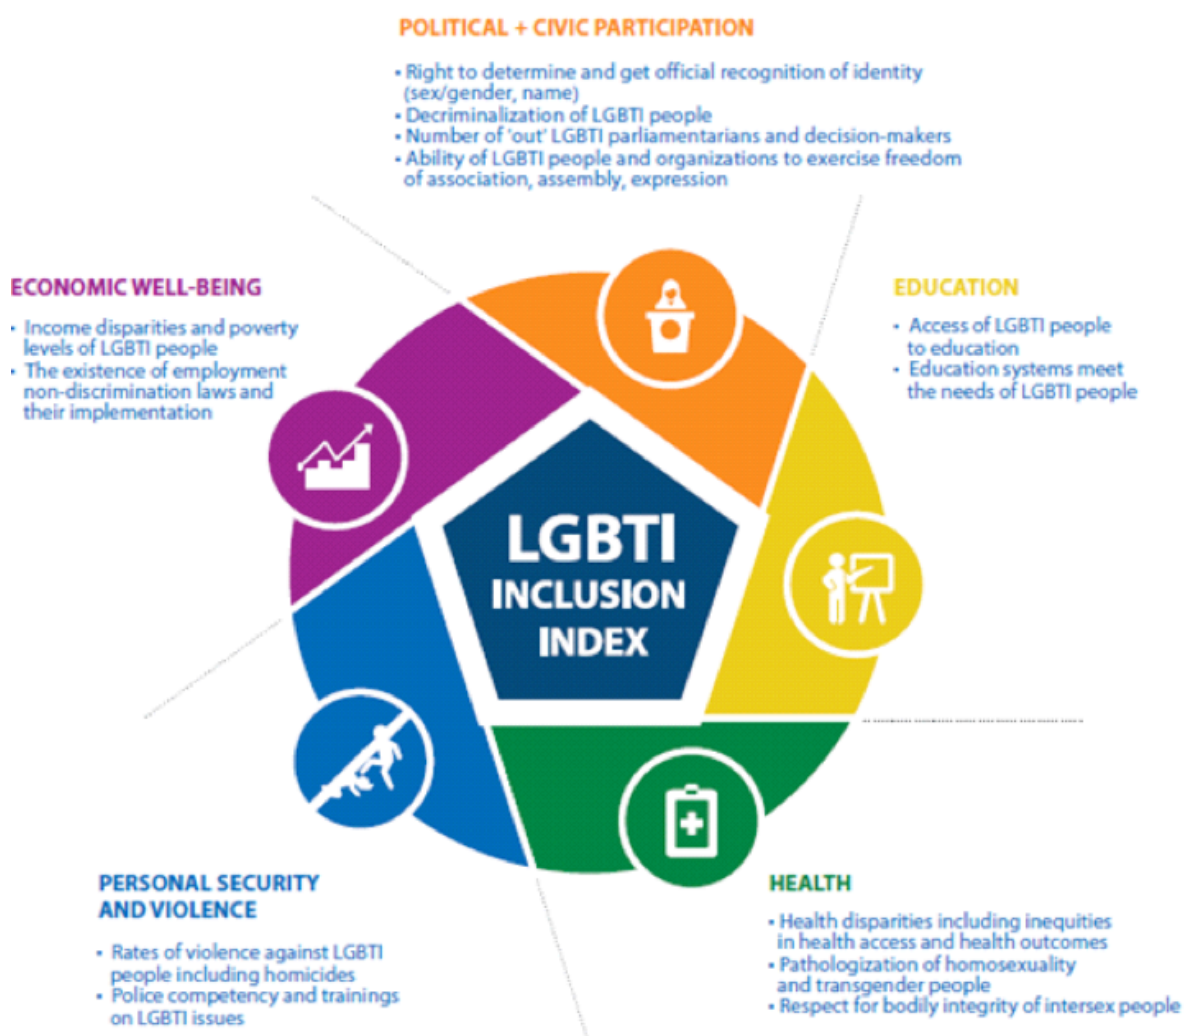 POLITICAL + CIVIC PARTICIPATION
• Right to determine and get official recognition of identity
(sex/gender, name)
• Decriminalization of LGBTI people
• Number of 'out' LGBTI parliamentarians and decision-makers
• Ability of LGBTI people and organizations to exercise freedom
of association, assembly, expression
ECONOMIC WELL-BEING
• Income disparities and poverty
levels of LGBTI people
• The existence of employment
non-discrimination laws and
their implementation
EDUCATION
• Access of LGBTI people
to education
• Education systems meet
the needs of LGBTI people
LGBTI
INCLUSION
INDEX
PERSONAL SECURITY
AND VIOLENCE
• Rates of violence against LGBTI
people including homicides
• Police competency and trainings
on LGBTI issues
HEALTH
• Health disparities including inequities
in health access and health outcomes
• Pathologization of homosexuality
and transgender people
• Respect for bodily integrity of intersex people